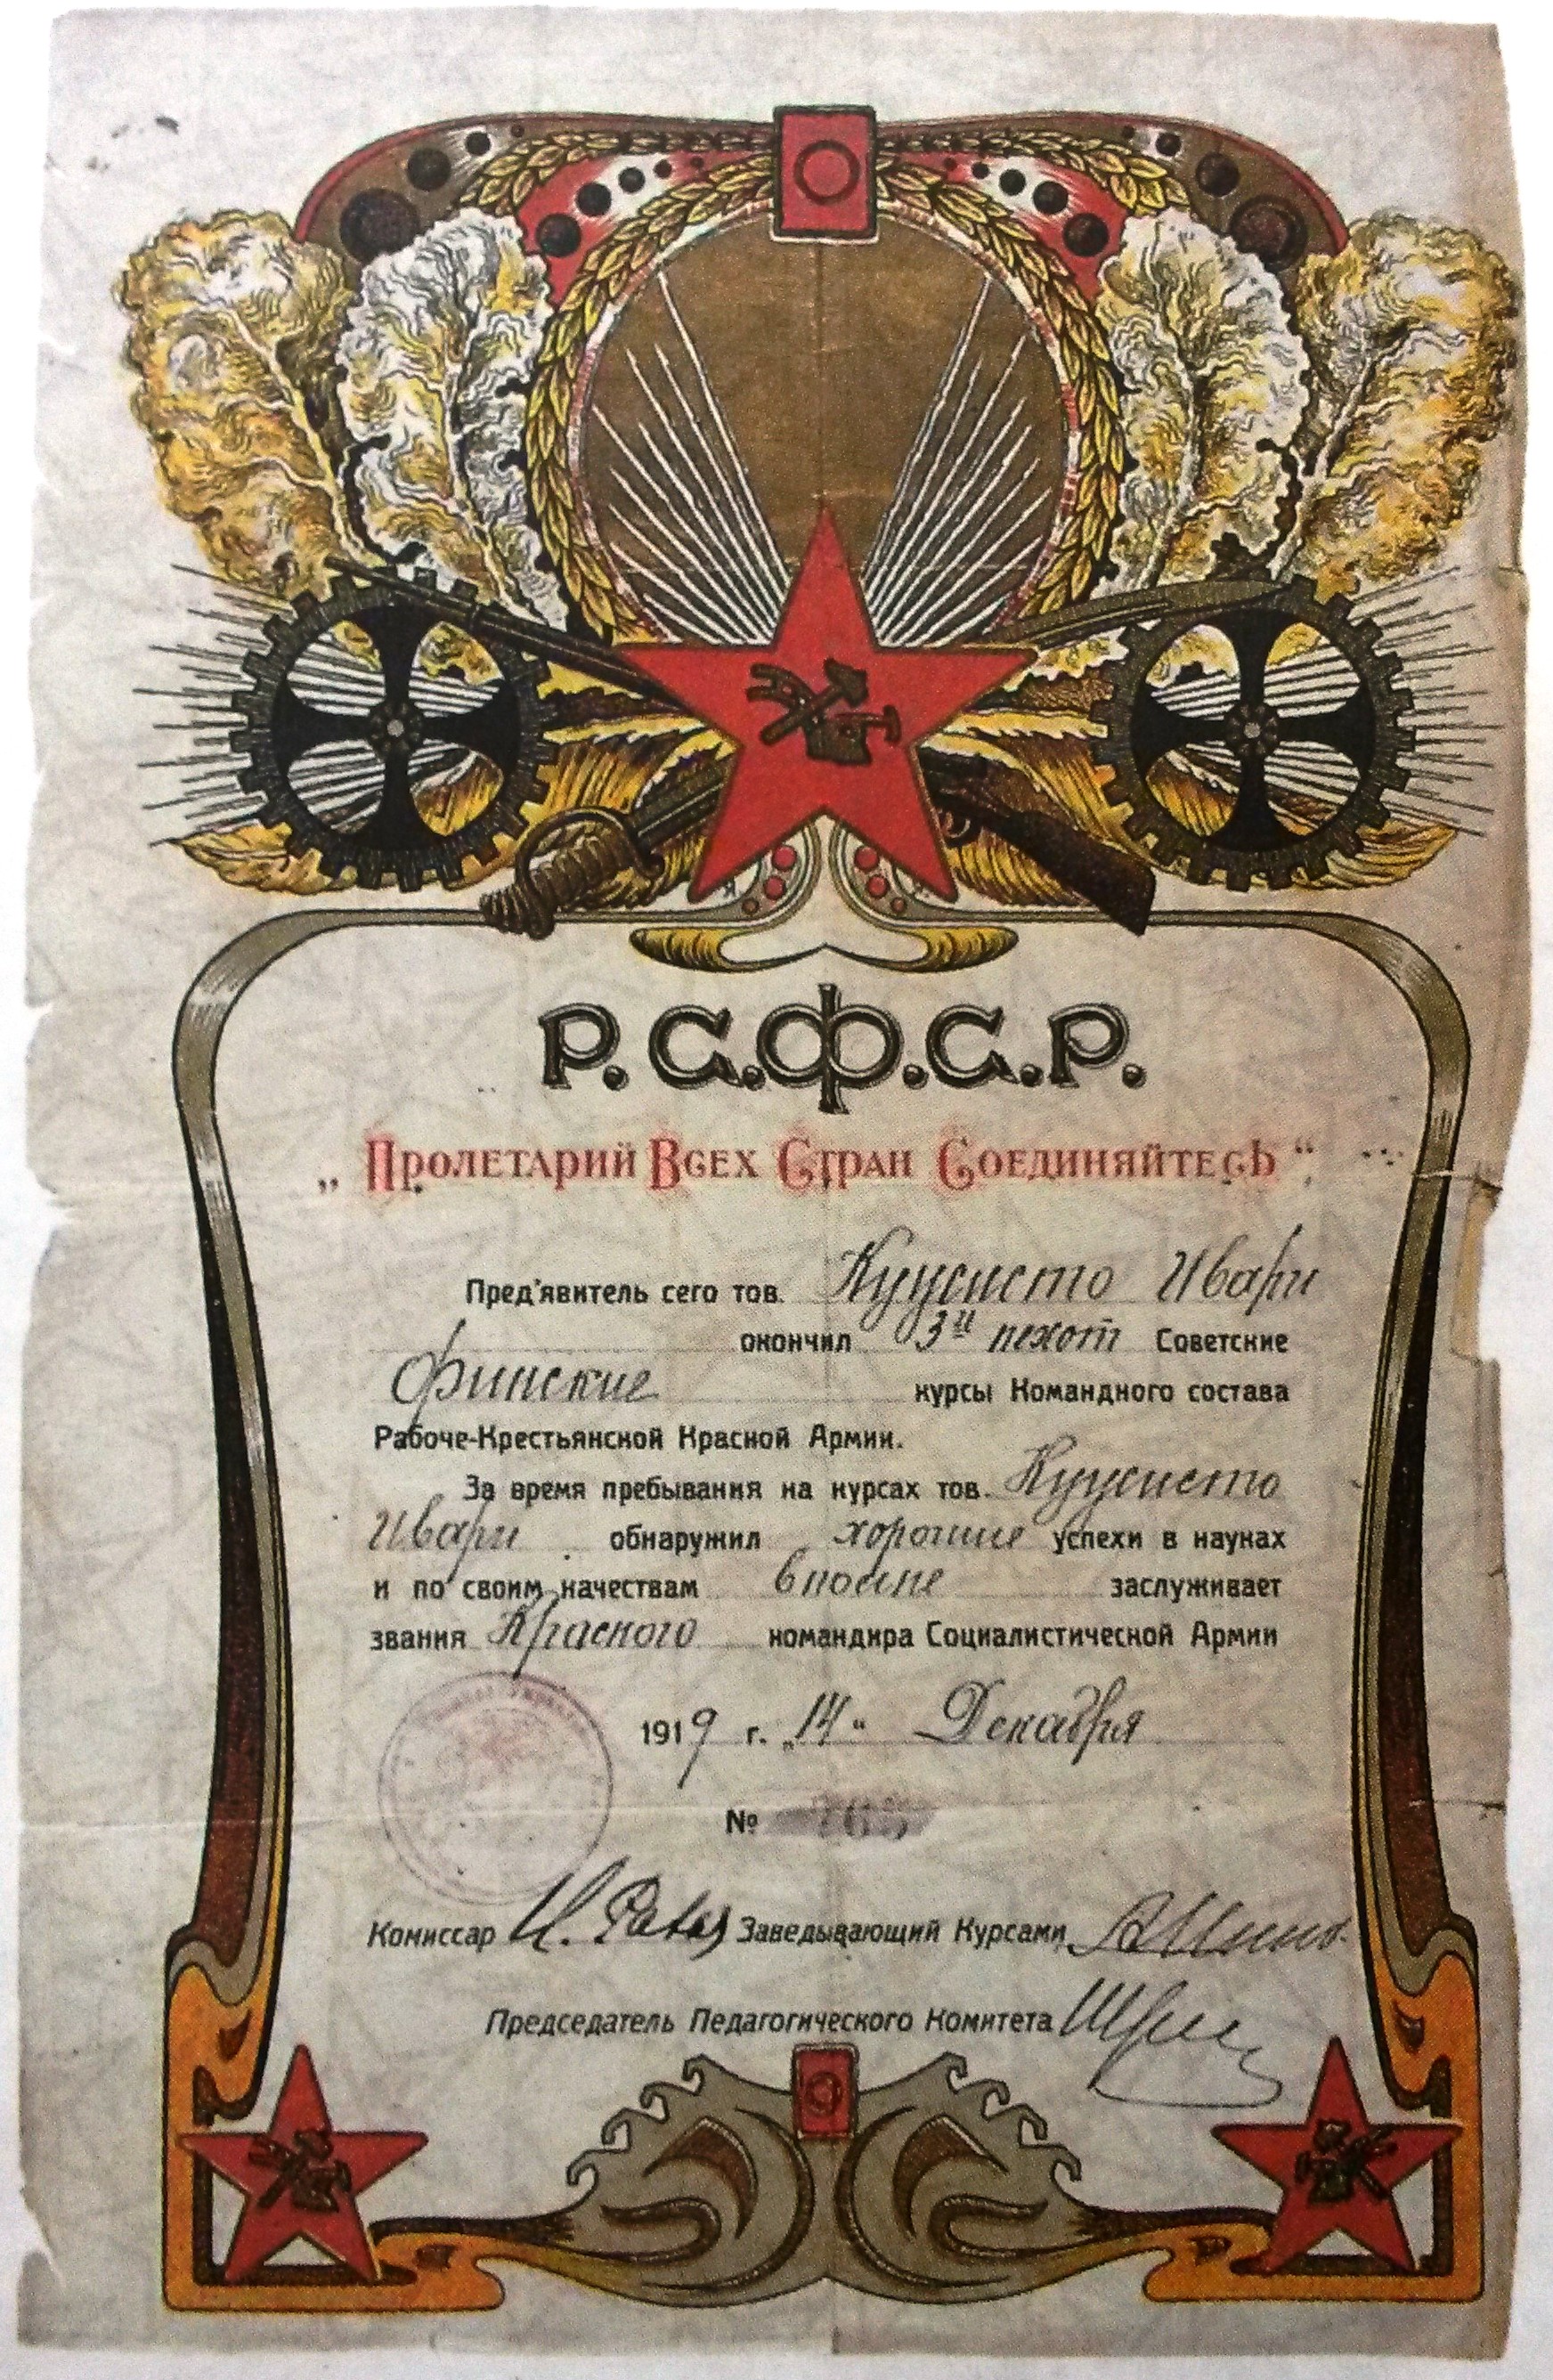 Р.С.Ф.С.Р.
„Пролетарий Всех Стран Соединяйтесь“
Пред'явитель сего тов. Куусисто Ивари
окончил 3и пехот Советские
Финские курсы Командного состава
Рабоче-Крестьянской Красной Армии.
За время пребывания на курсах тов. Куусисто
Ивари обнаружил хорошие успехи в науках
и по своим качествам вполне заслуживает
звания Красного командира Социалистической Армии
1919 г. „14“ Декабря
№ 765
Комиссар Заведывающий Курсами
Председатель Педагогического Комитета